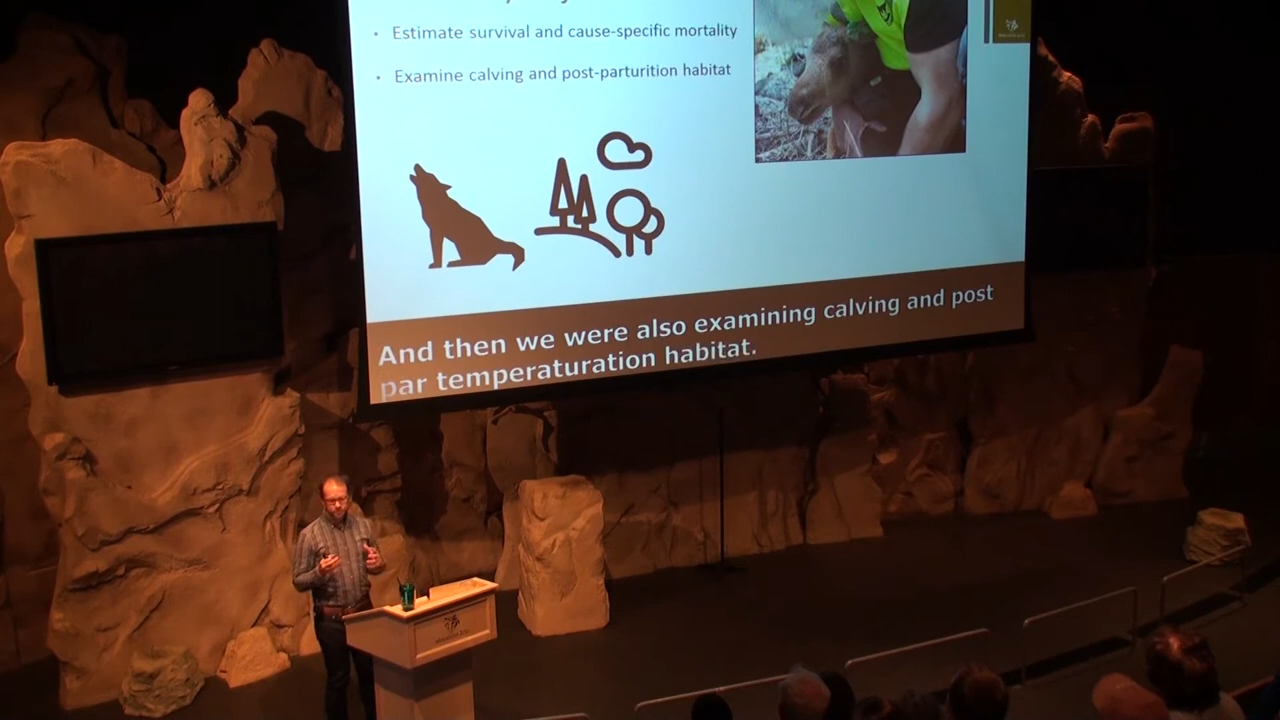 • Estimate survival and cause-specific mortality
• Examine calving and post-parturition habitat
And then we were also examining calving and post
par temperaturation habitat.